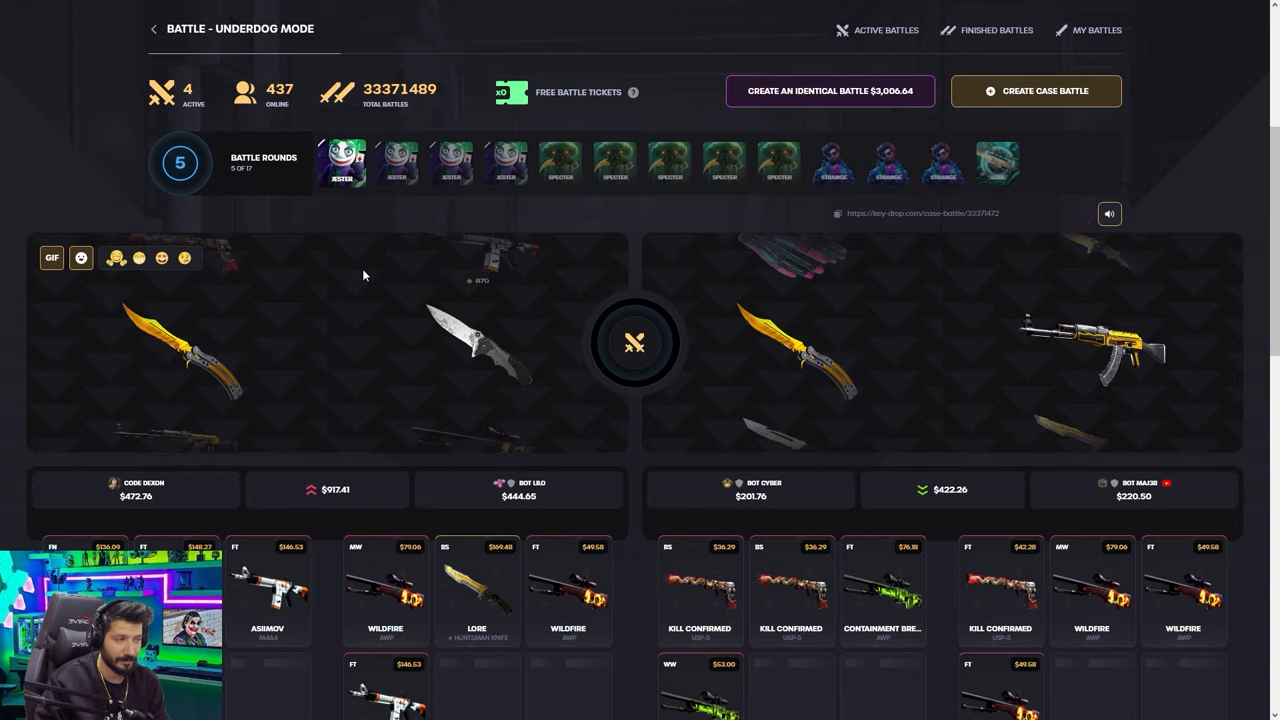 BATTLE - UNDERDOG MODE
ACTIVE BATTLES
FINISHED BATTLES
MY BATTLES
4
ACTIVE
437
ONLINE
33371489
TOTAL BATTLES
x0
FREE BATTLE TICKETS
?
CREATE AN IDENTICAL BATTLE $3,006.64
CREATE CASE BATTLE
5
BATTLE ROUNDS
5 OF 17
JESTER
JESTER
JESTER
JESTER
SPECTER
SPECTER
SPECTER
SPECTER
SPECTER
STRANGE
STRANGE
STRANGE
LOSE
https://key-drop.com/case-battle/33371472
GIF
870
CODE DEXON
$472.76
$917.41
BOT LILO
$444.65
BOT CYBER
$201.76
$422.26
BOT MAJ3R
$220.50
FN
$136.09
FT
$148.27
FT
$146.53
ASIIMOV
M4A4
MW
$79.06
WILDFIRE
AWP
BS
$169.48
LORE
★ HUNTSMAN KNIFE
FT
$49.58
WILDFIRE
AWP
BS
$36.29
KILL CONFIRMED
USP-S
BS
$36.29
KILL CONFIRMED
USP-S
FT
$76.18
CONTAINMENT BRE...
AWP
FT
$42.28
KILL CONFIRMED
USP-S
MW
$79.06
WILDFIRE
AWP
FT
$49.58
WILDFIRE
AWP
FT
$146.53
WW
$53.00
FT
$49.58